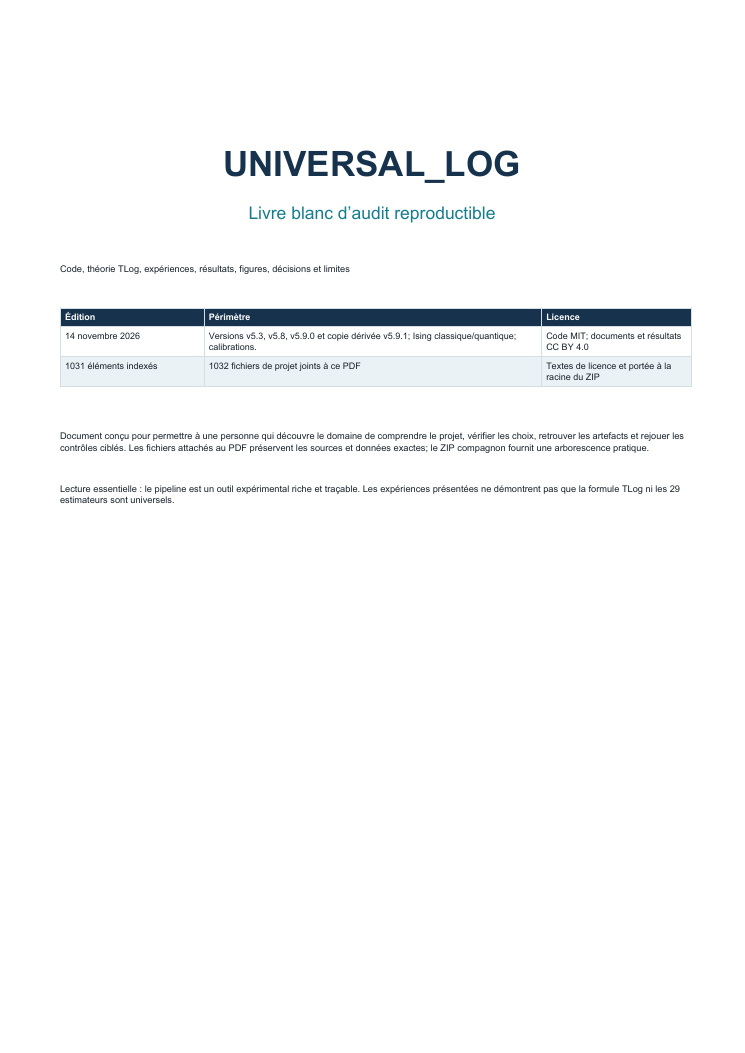 UNIVERSAL_LOG
Livre blanc d’audit reproductible
Code, théorie TLog, expériences, résultats, figures, décisions et limites
Édition Périmètre Licence
14 novembre 2026 Versions v5.3, v5.8, v5.9.0 et copie dérivée v5.9.1; Ising classique/quantique; calibrations. Code MIT; documents et résultats CC BY 4.0
1031 éléments indexés 1032 fichiers de projet joints à ce PDF Textes de licence et portée à la racine du ZIP
Document conçu pour permettre à une personne qui découvre le domaine de comprendre le projet, vérifier les choix, retrouver les artefacts et rejouer les
contrôles ciblés. Les fichiers attachés au PDF préservent les sources et données exactes; le ZIP compagnon fournit une arborescence pratique.
Lecture essentielle : le pipeline est un outil expérimental riche et traçable. Les expériences présentées ne démontrent pas que la formule TLog ni les 29
estimateurs sont universels.